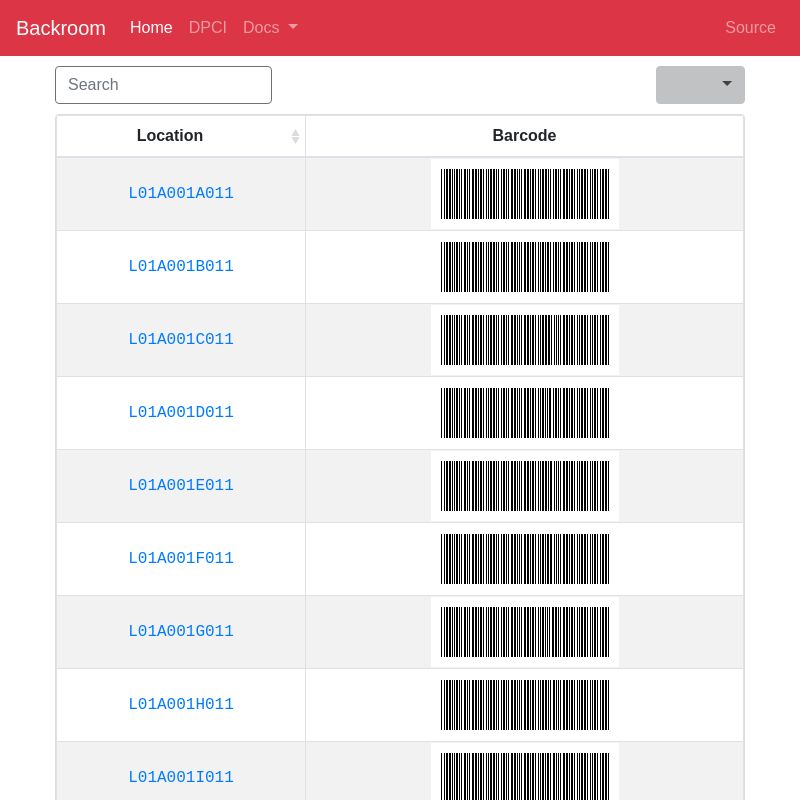 Backroom Home DPCI Docs Source
Search
Location Barcode
L01A001A011
L01A001B011
L01A001C011
L01A001D011
L01A001E011
L01A001F011
L01A001G011
L01A001H011
L01A001I011